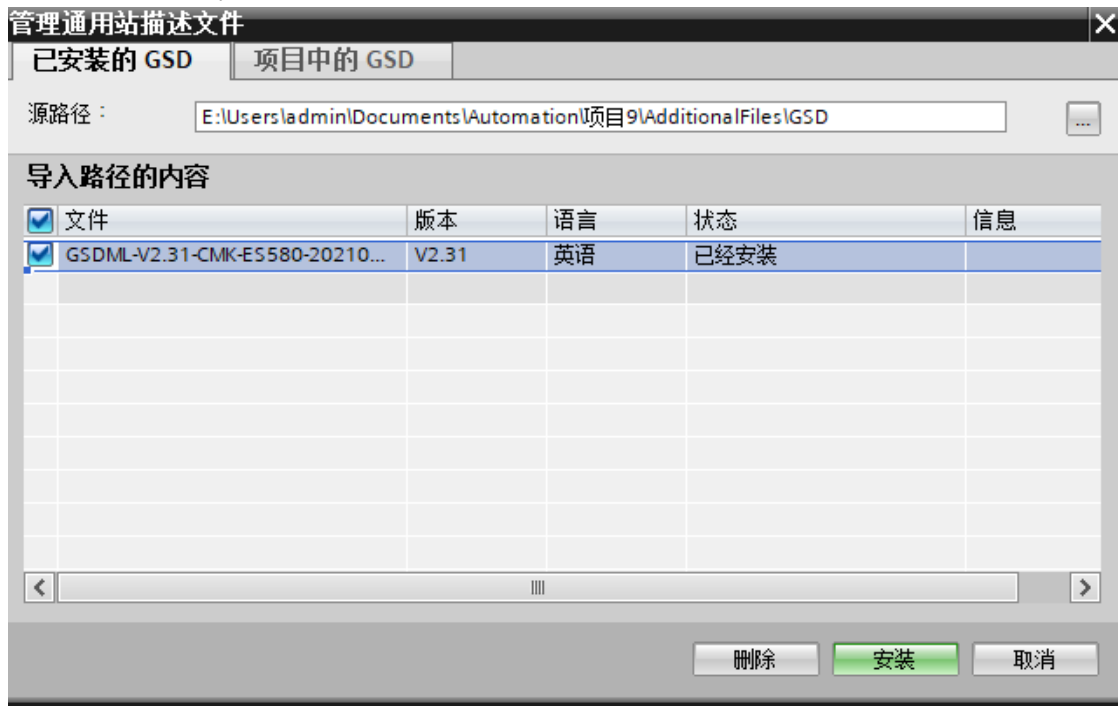 管理通用站描述文件
已安装的 GSD 项目中的 GSD
源路径： E:\Users\admin\Documents\Automation\项目9\AdditionalFiles\GSD ...
导入路径的内容
文件 版本 语言 状态 信息
GSDML-V2.31-CMK-ES580-20210... V2.31 英语 已经安装
删除 安装 取消